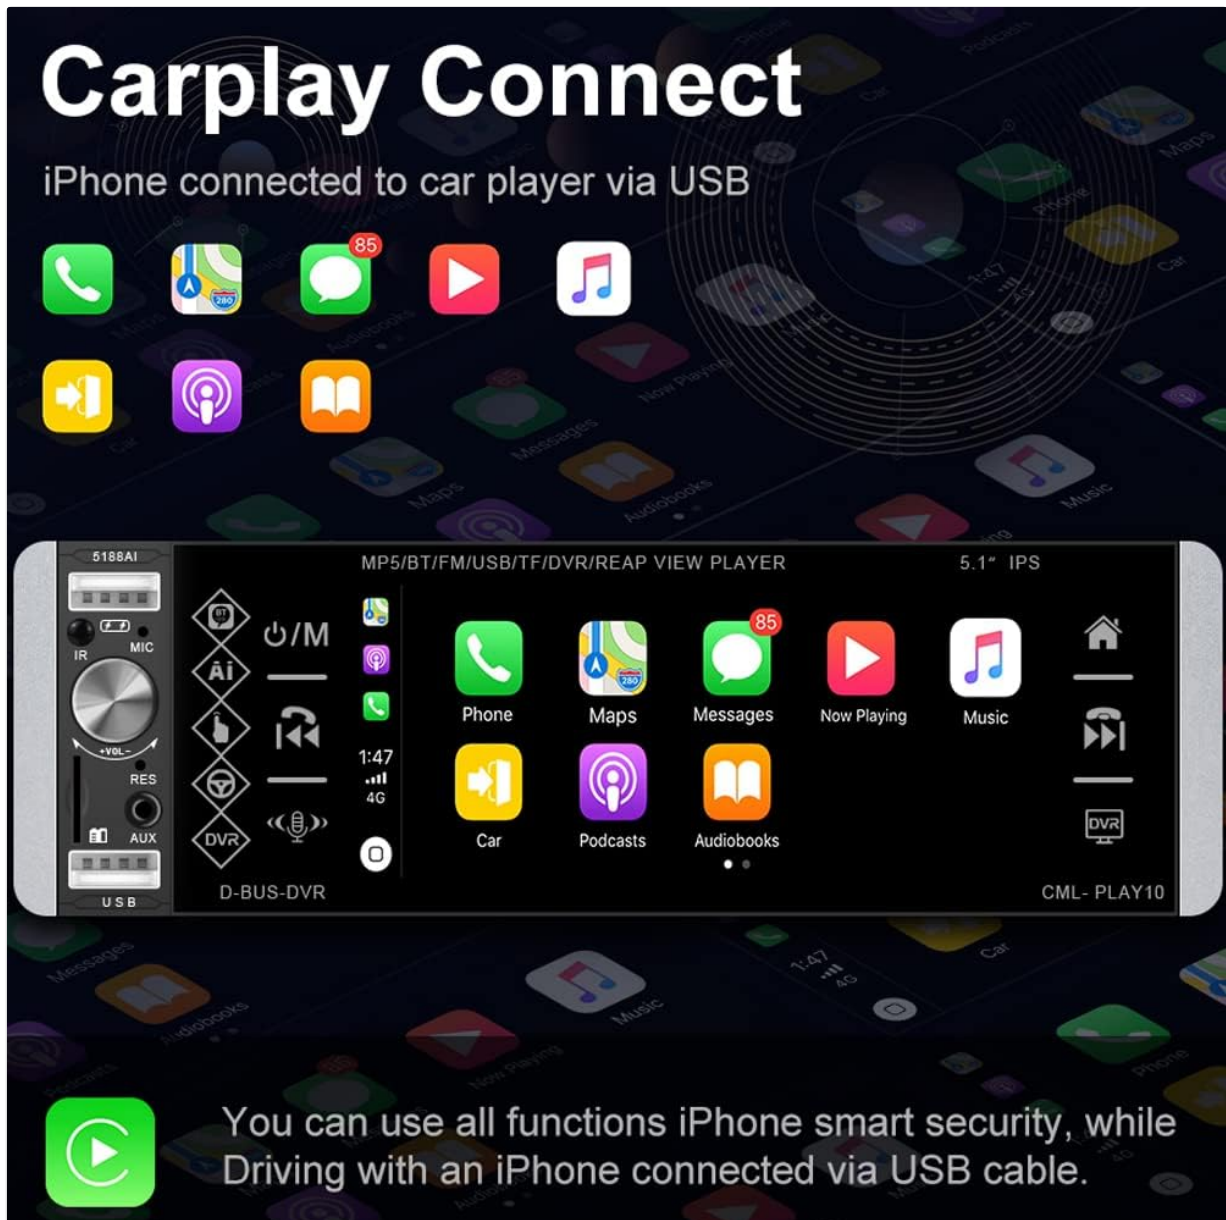 Carplay Connect
iPhone connected to car player via USB
85
280
5188AI
MP5/BT/FM/USB/TF/DVR/REAP VIEW PLAYER
5.1" IPS
IR
MIC
+VOL-
RES
AUX
USB
BT
AI
DVR
/M
1:47
4G
85
280
Phone
Maps
Messages
Now Playing
Music
Car
Podcasts
Audiobooks
DVR
D-BUS-DVR
CML- PLAY10
You can use all functions iPhone smart security, while
Driving with an iPhone connected via USB cable.